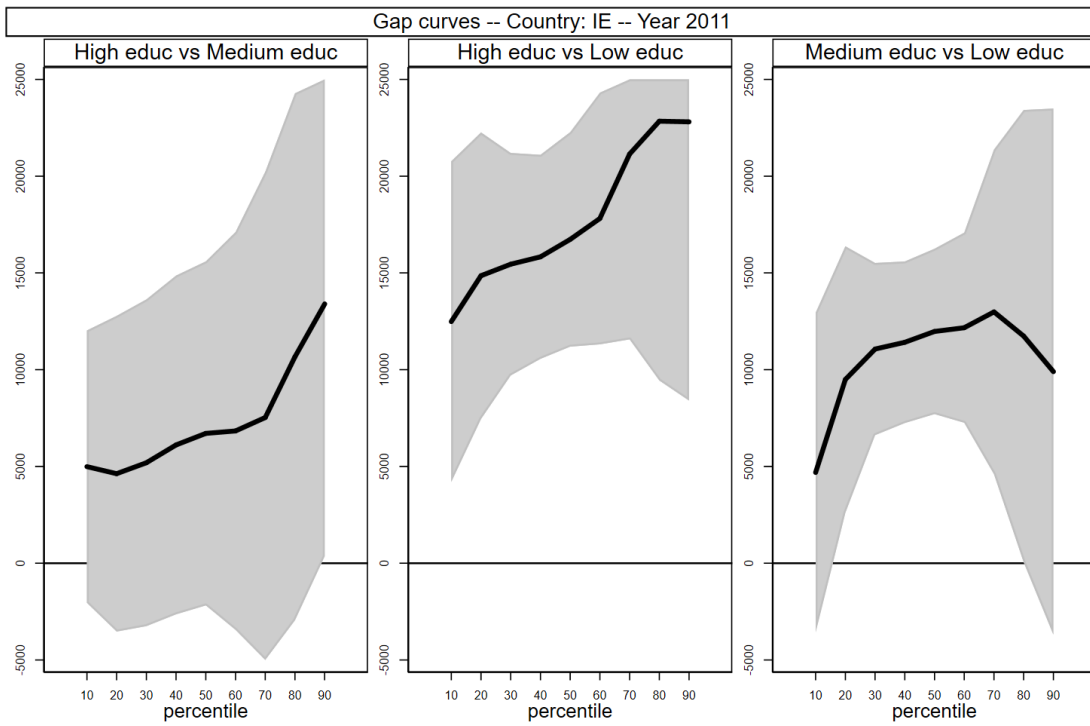 Gap curves -- Country: IE -- Year 2011
High educ vs Medium educ
25000
20000
15000
10000
5000
0
-5000
10 20 30 40 50 60 70 80 90
percentile
High educ vs Low educ
25000
20000
15000
10000
5000
0
-5000
10 20 30 40 50 60 70 80 90
percentile
Medium educ vs Low educ
25000
20000
15000
10000
5000
0
-5000
10 20 30 40 50 60 70 80 90
percentile